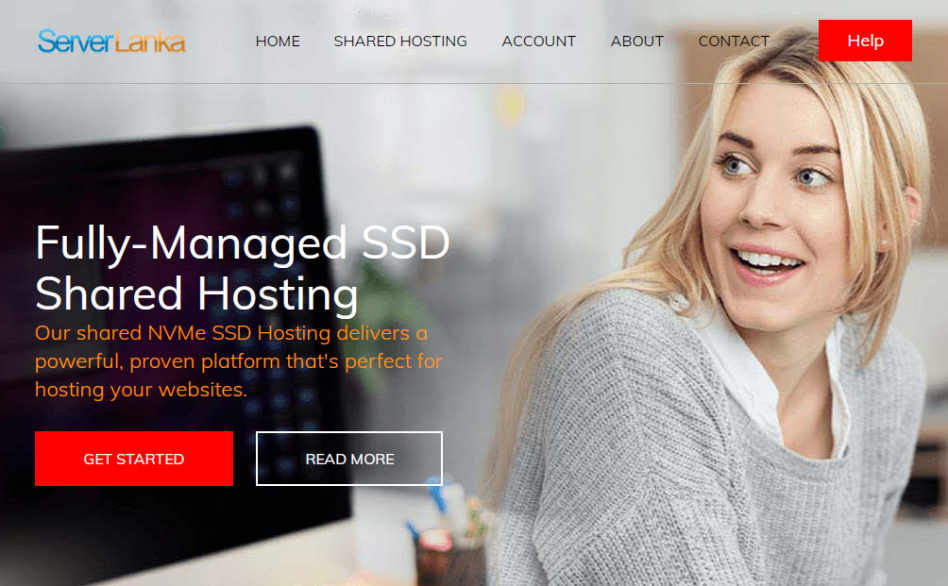 ServerLanka
HOME
SHARED HOSTING
ACCOUNT
ABOUT
CONTACT
Help
Fully-Managed SSD
Shared Hosting
Our shared NVMe SSD Hosting delivers a
powerful, proven platform that's perfect for
hosting your websites.
GET STARTED
READ MORE